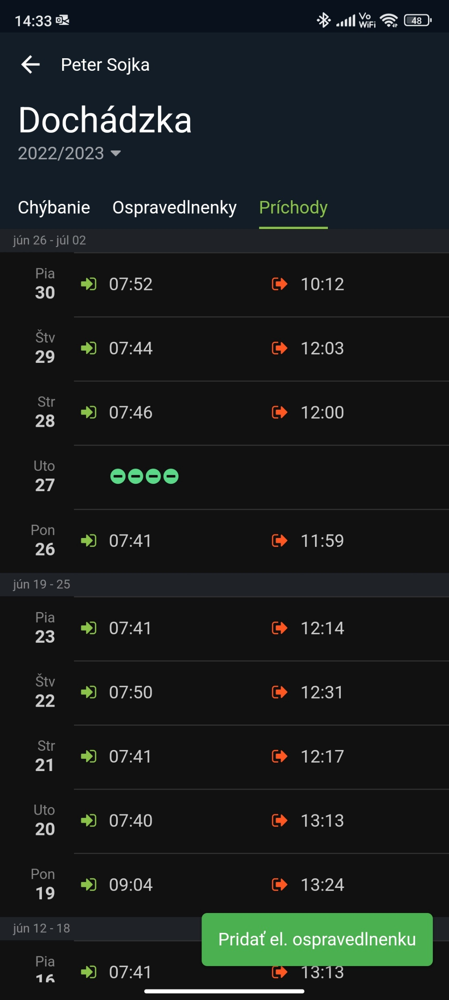 14:33
Vo
WiFi
48
Peter Sojka
Dochádzka
2022/2023
Chýbanie Ospravedlnenky Príchody
jún 26 - júl 02
Pia
30 07:52 10:12
Štv
29 07:44 12:03
Str
28 07:46 12:00
Uto
27
Pon
26 07:41 11:59
jún 19 - 25
Pia
23 07:41 12:14
Štv
22 07:50 12:31
Str
21 07:41 12:17
Uto
20 07:40 13:13
Pon
19 09:04 13:24
jún 12 - 18
Pridať el. ospravedlnenku
Pia
16 07:41 13:13